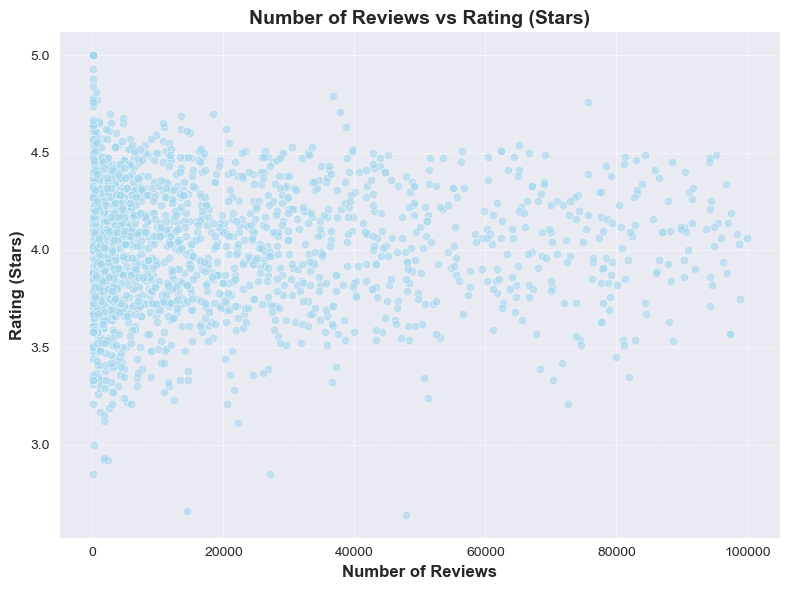 Number of Reviews vs Rating (Stars)
Rating (Stars)
5.0
4.5
4.0
3.5
3.0
0 20000 40000 60000 80000 100000
Number of Reviews